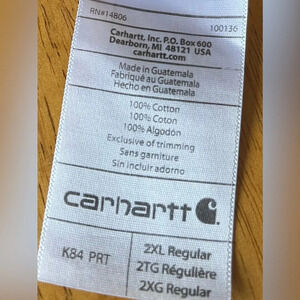 RN#14806 100136
Carhartt, Inc. P.O. Box 600
Dearborn, MI 48121 USA
carhartt.com
Made in Guatemala
Fabriqué au Guatemala
Hecho en Guatemala
100% Cotton
100% Coton
100% Algodón
Exclusive of trimming
Sans garniture
Sin incluir adorno
carhartt
K84 PRT
2XL Regular
2TG Régulière
2XG Regular